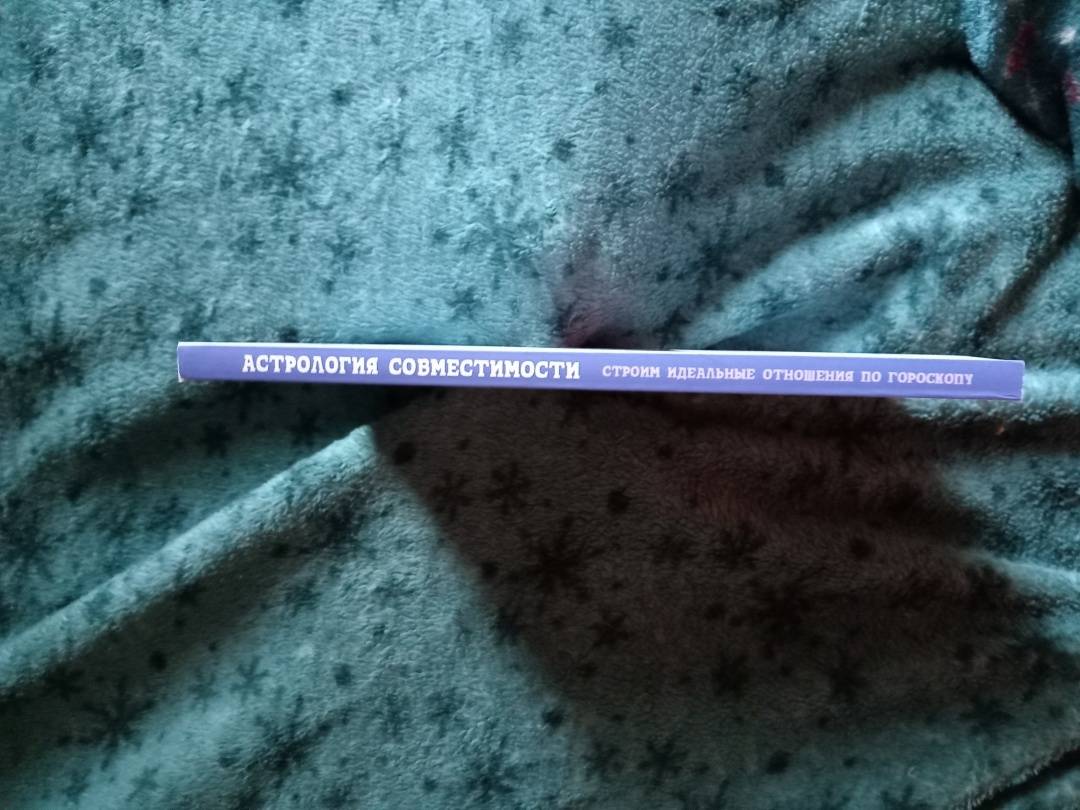 АСТРОЛОГИЯ СОВМЕСТИМОСТИ СТРОИМ ИДЕАЛЬНЫЕ ОТНОШЕНИЯ ПО ГОРОСКОПУ